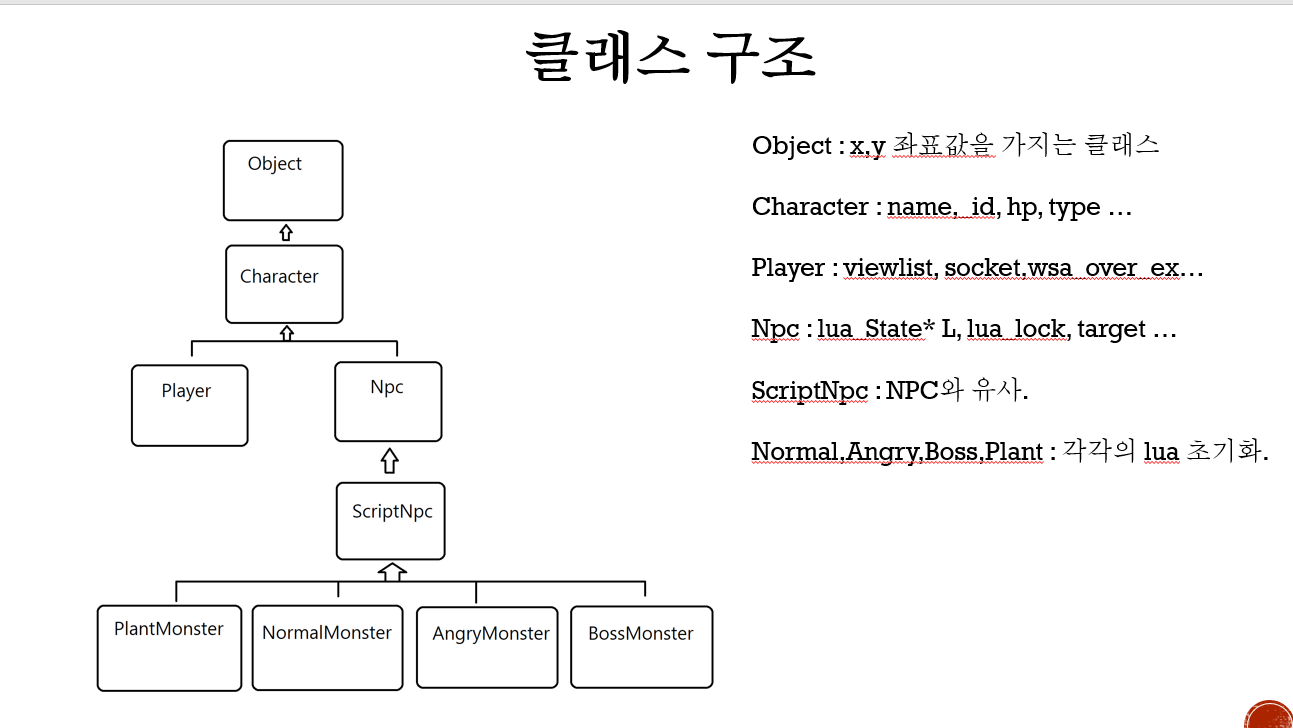 클래스 구조
Object
Character
Player
Npc
ScriptNpc
PlantMonster
NormalMonster
AngryMonster
BossMonster
Object : x,y 좌표값을 가지는 클래스
Character : name,_id, hp, type …
Player : viewlist, socket,wsa_over_ex…
Npc : lua_State* L, lua_lock, target …
ScriptNpc : NPC와 유사.
Normal,Angry,Boss,Plant : 각각의 lua 초기화.